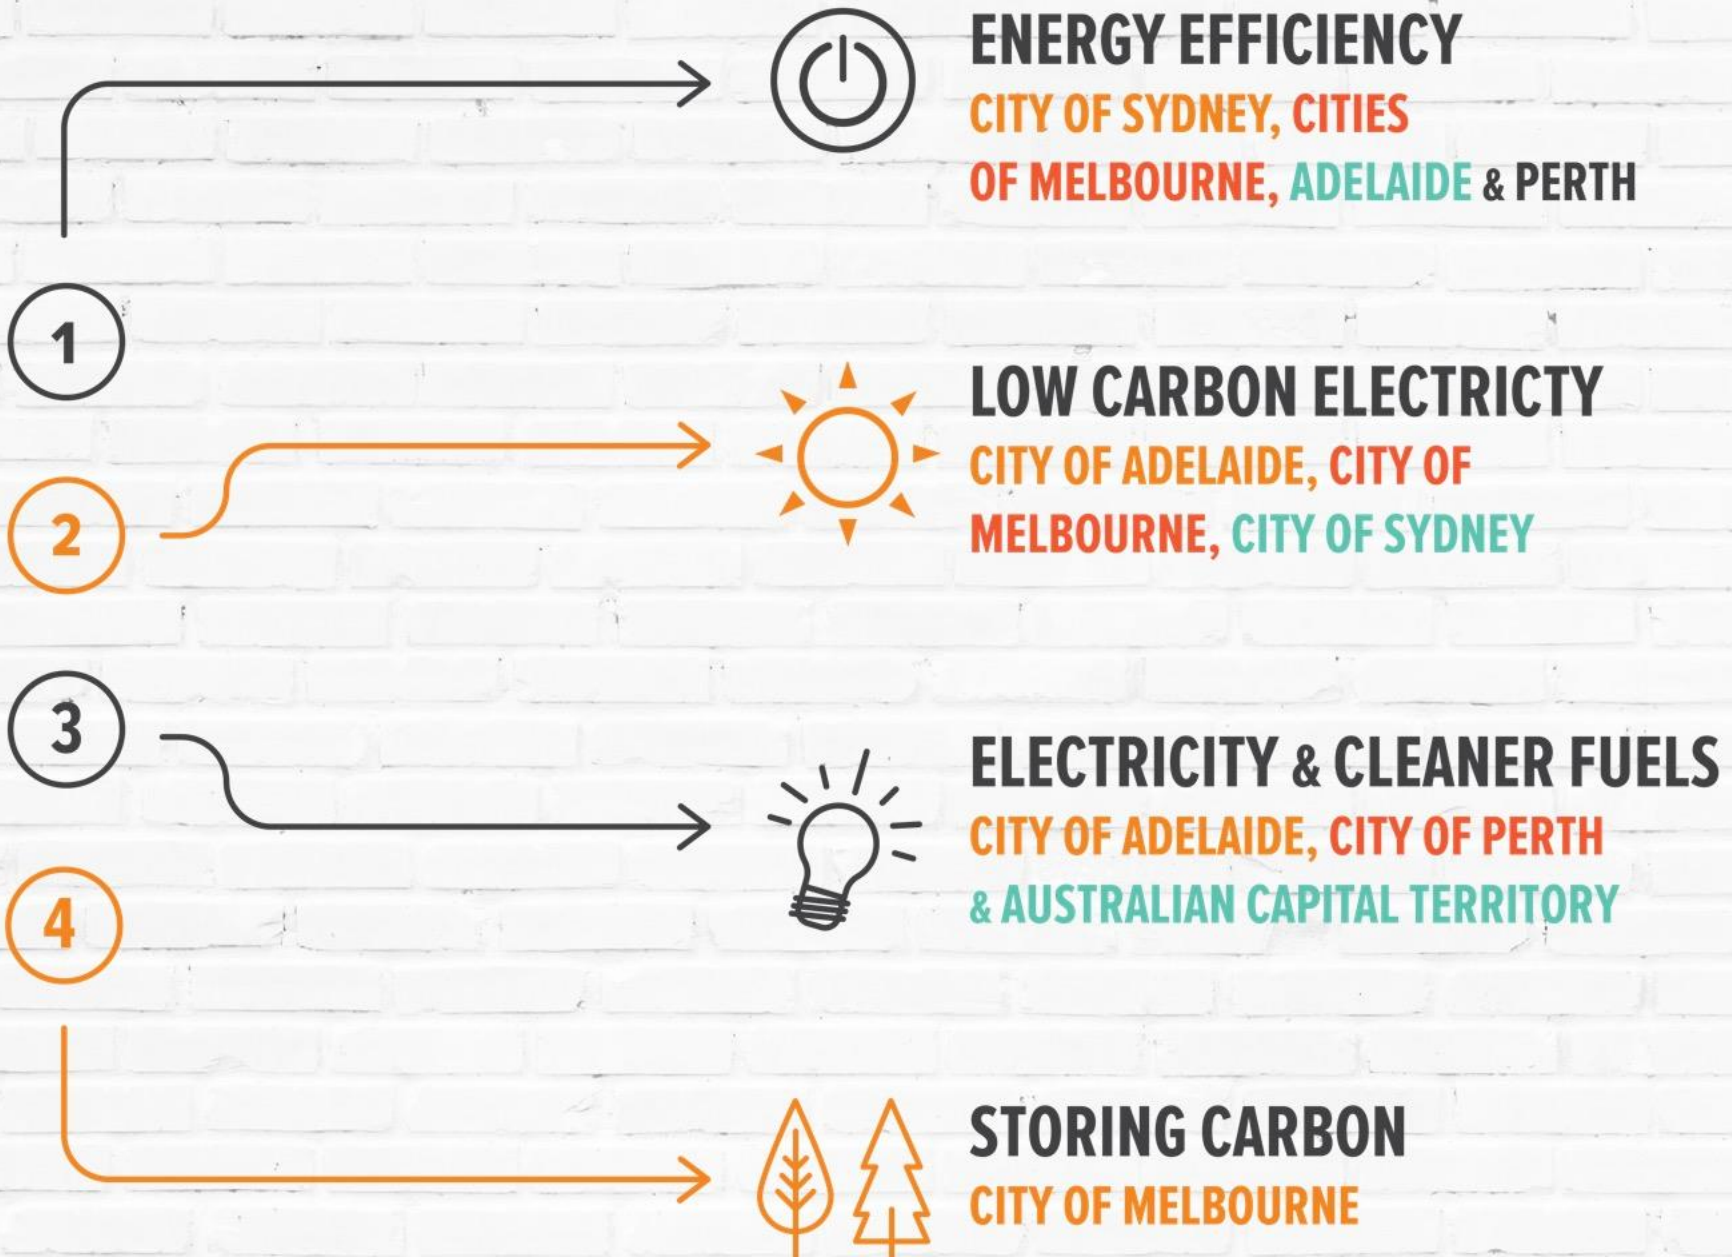 1
ENERGY EFFICIENCY
CITY OF SYDNEY, CITIES
OF MELBOURNE, ADELAIDE & PERTH
2
LOW CARBON ELECTRICTY
CITY OF ADELAIDE, CITY OF
MELBOURNE, CITY OF SYDNEY
3
ELECTRICITY & CLEANER FUELS
CITY OF ADELAIDE, CITY OF PERTH
& AUSTRALIAN CAPITAL TERRITORY
4
STORING CARBON
CITY OF MELBOURNE